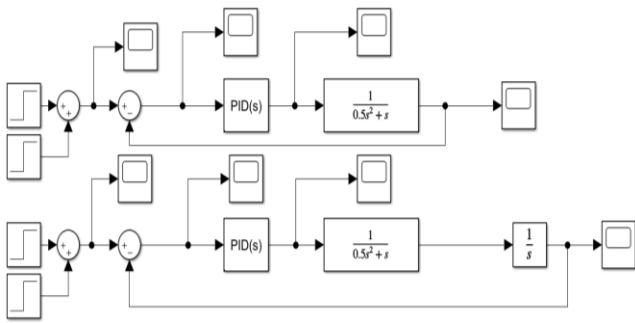 +
+
+
−
PID(s)
1
0.5s² + s
+
+
+
−
PID(s)
1
0.5s² + s
1
s